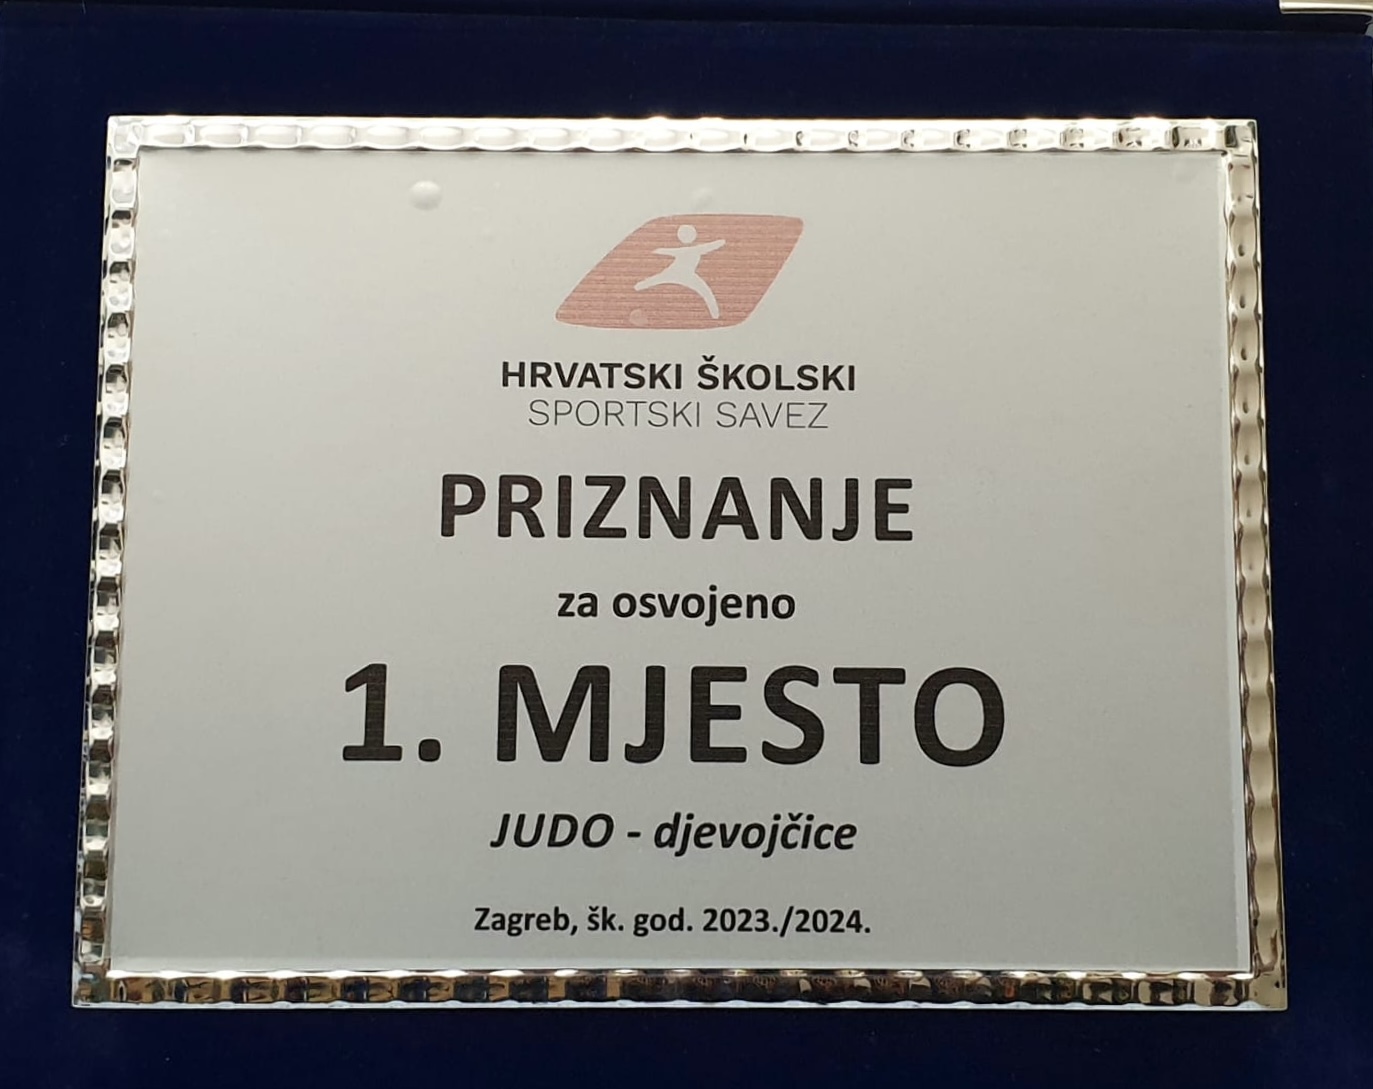 HRVATSKI ŠKOLSKI
SPORTSKI SAVEZ
PRIZNANJE
za osvojeno
1. MJESTO
JUDO - djevojčice
Zagreb, šk. god. 2023./2024.